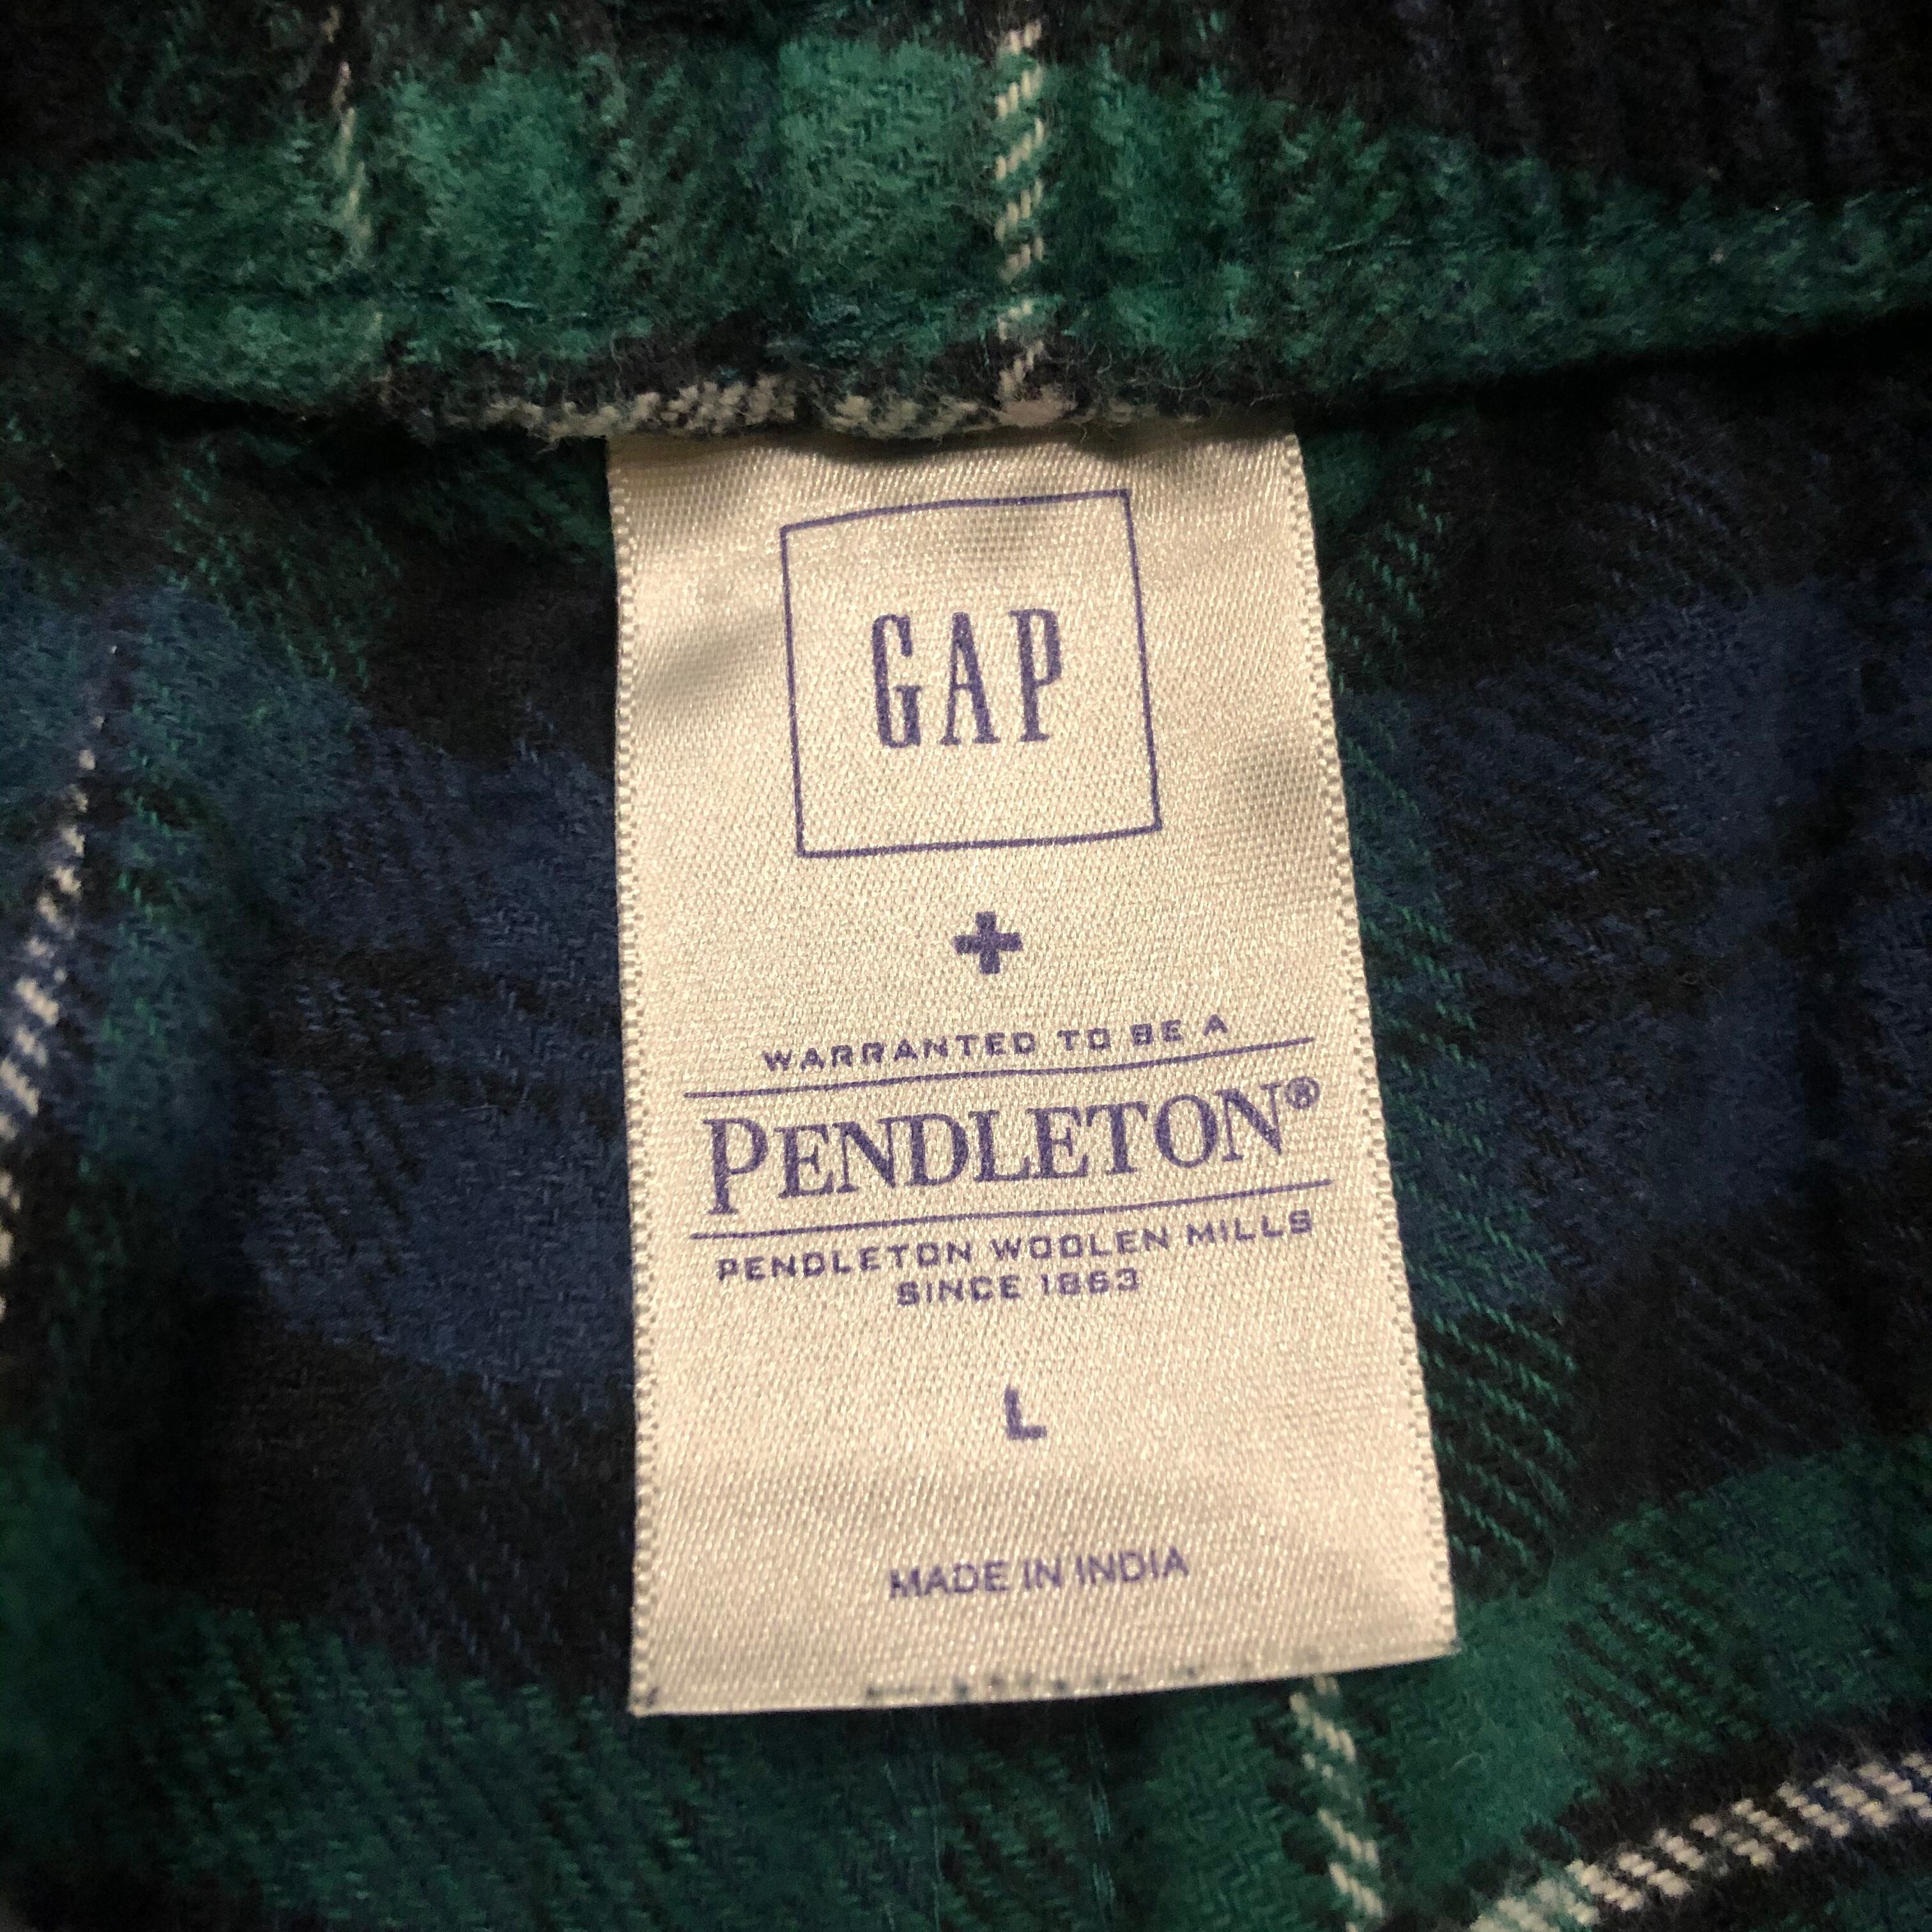 GAP
+
WARRANTED TO BE A
PENDLETON®
PENDLETON WOOLEN MILLS
SINCE 1863
L
MADE IN INDIA